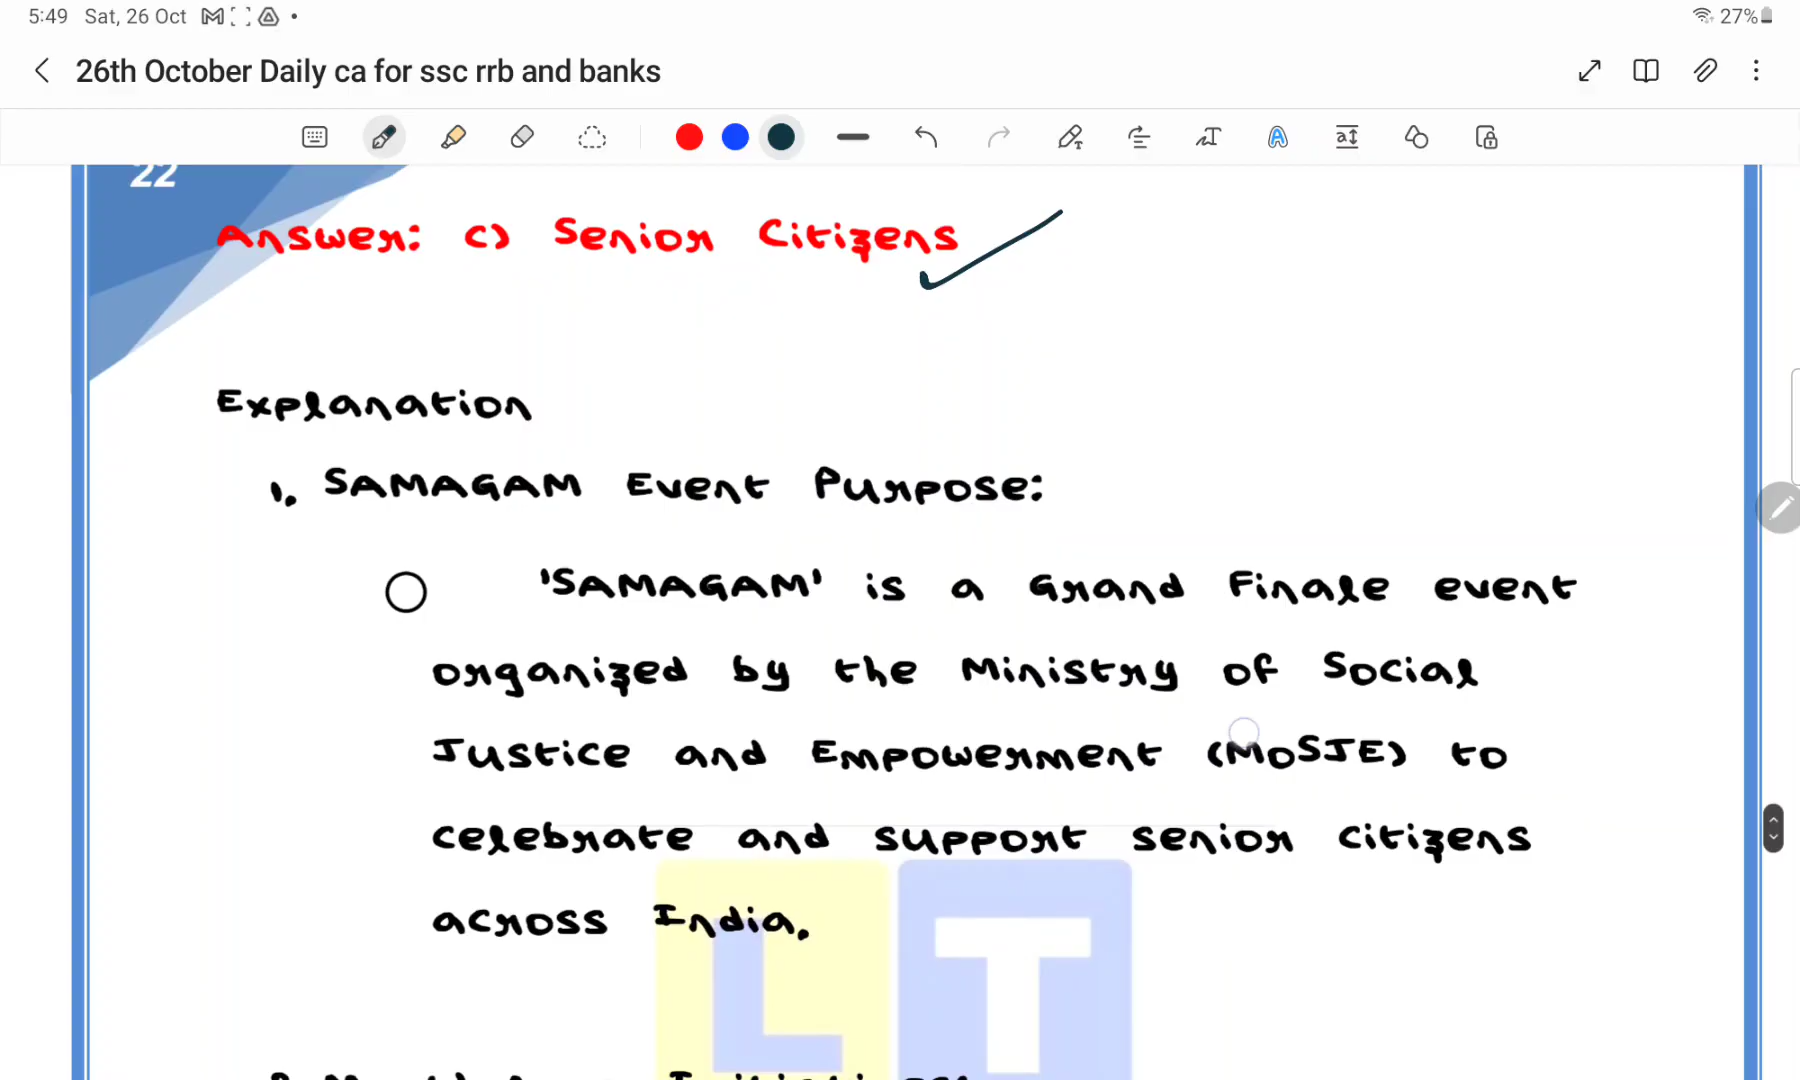 5:49 Sat, 26 Oct
27%
26th October Daily ca for ssc rrb and banks
22
Answer: c) Senior Citizens
Explanation
1. SAMAGAM Event Purpose:
'SAMAGAM' is a Grand Finale event
organized by the Ministry of Social
Justice and Empowerment (MoSJE) to
celebrate and support senior citizens
across India.
LT